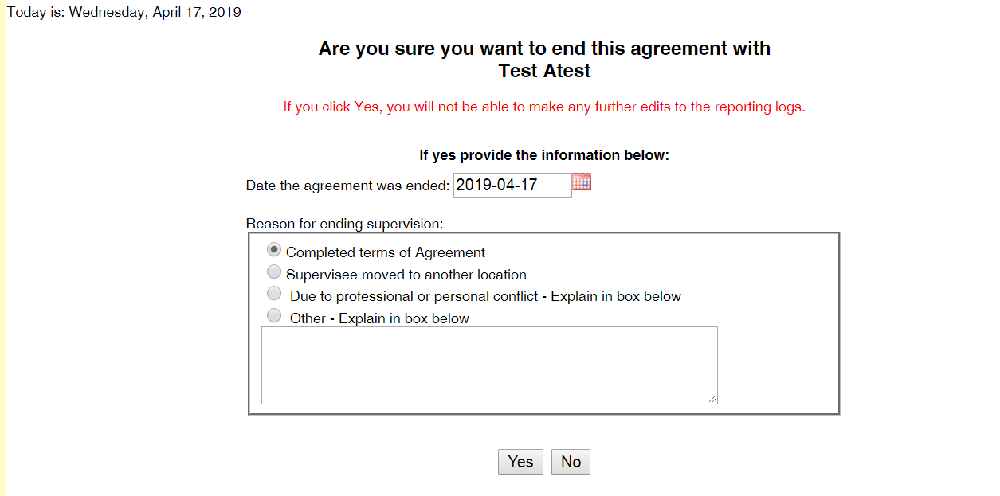 Today is: Wednesday, April 17, 2019
Are you sure you want to end this agreement with
Test Atest
If you click Yes, you will not be able to make any further edits to the reporting logs.
If yes provide the information below:
Date the agreement was ended: 2019-04-17
Reason for ending supervision:
Completed terms of Agreement
Supervisee moved to another location
Due to professional or personal conflict - Explain in box below
Other - Explain in box below
Yes No